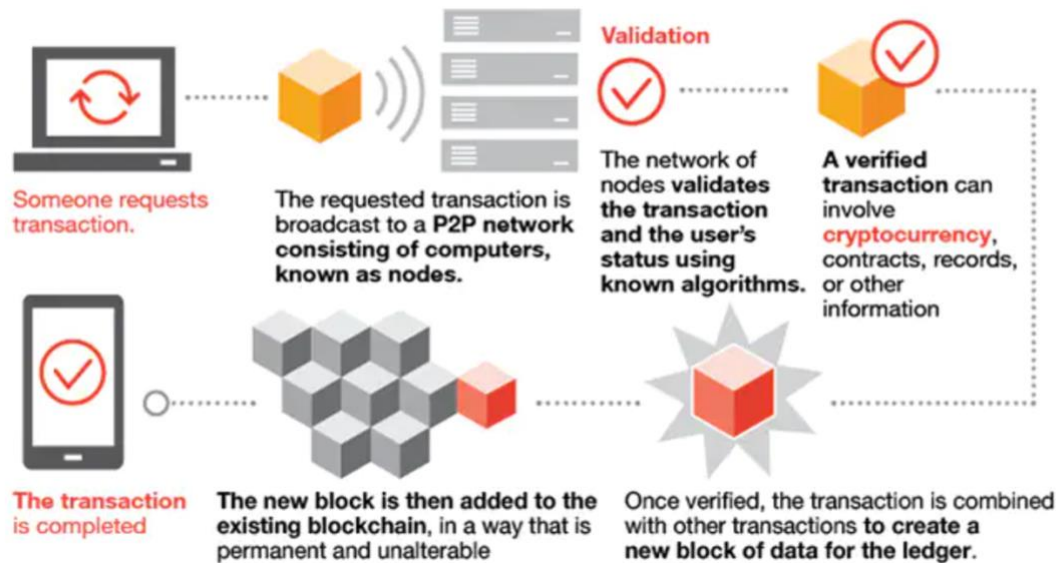 Someone requests
transaction.
The requested transaction is
broadcast to a P2P network
consisting of computers,
known as nodes.
Validation
The network of
nodes validates
the transaction
and the user's
status using
known algorithms.
A verified
transaction can
involve
cryptocurrency,
contracts, records,
or other
information
Once verified, the transaction is combined
with other transactions to create a
new block of data for the ledger.
The new block is then added to the
existing blockchain, in a way that is
permanent and unalterable
The transaction
is completed